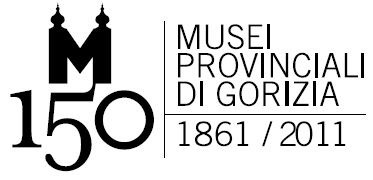 M
150
MUSEI
PROVINCIALI
DI GORIZIA
1861 / 2011